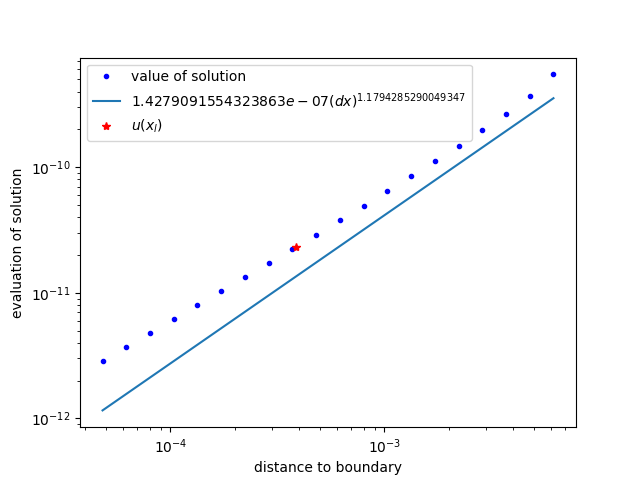 value of solution
1.4279091554323863e − 07(dx)^1.1794285290049347
u(x_l)
evaluation of solution
10^−10
10^−11
10^−12
10^−4
10^−3
distance to boundary